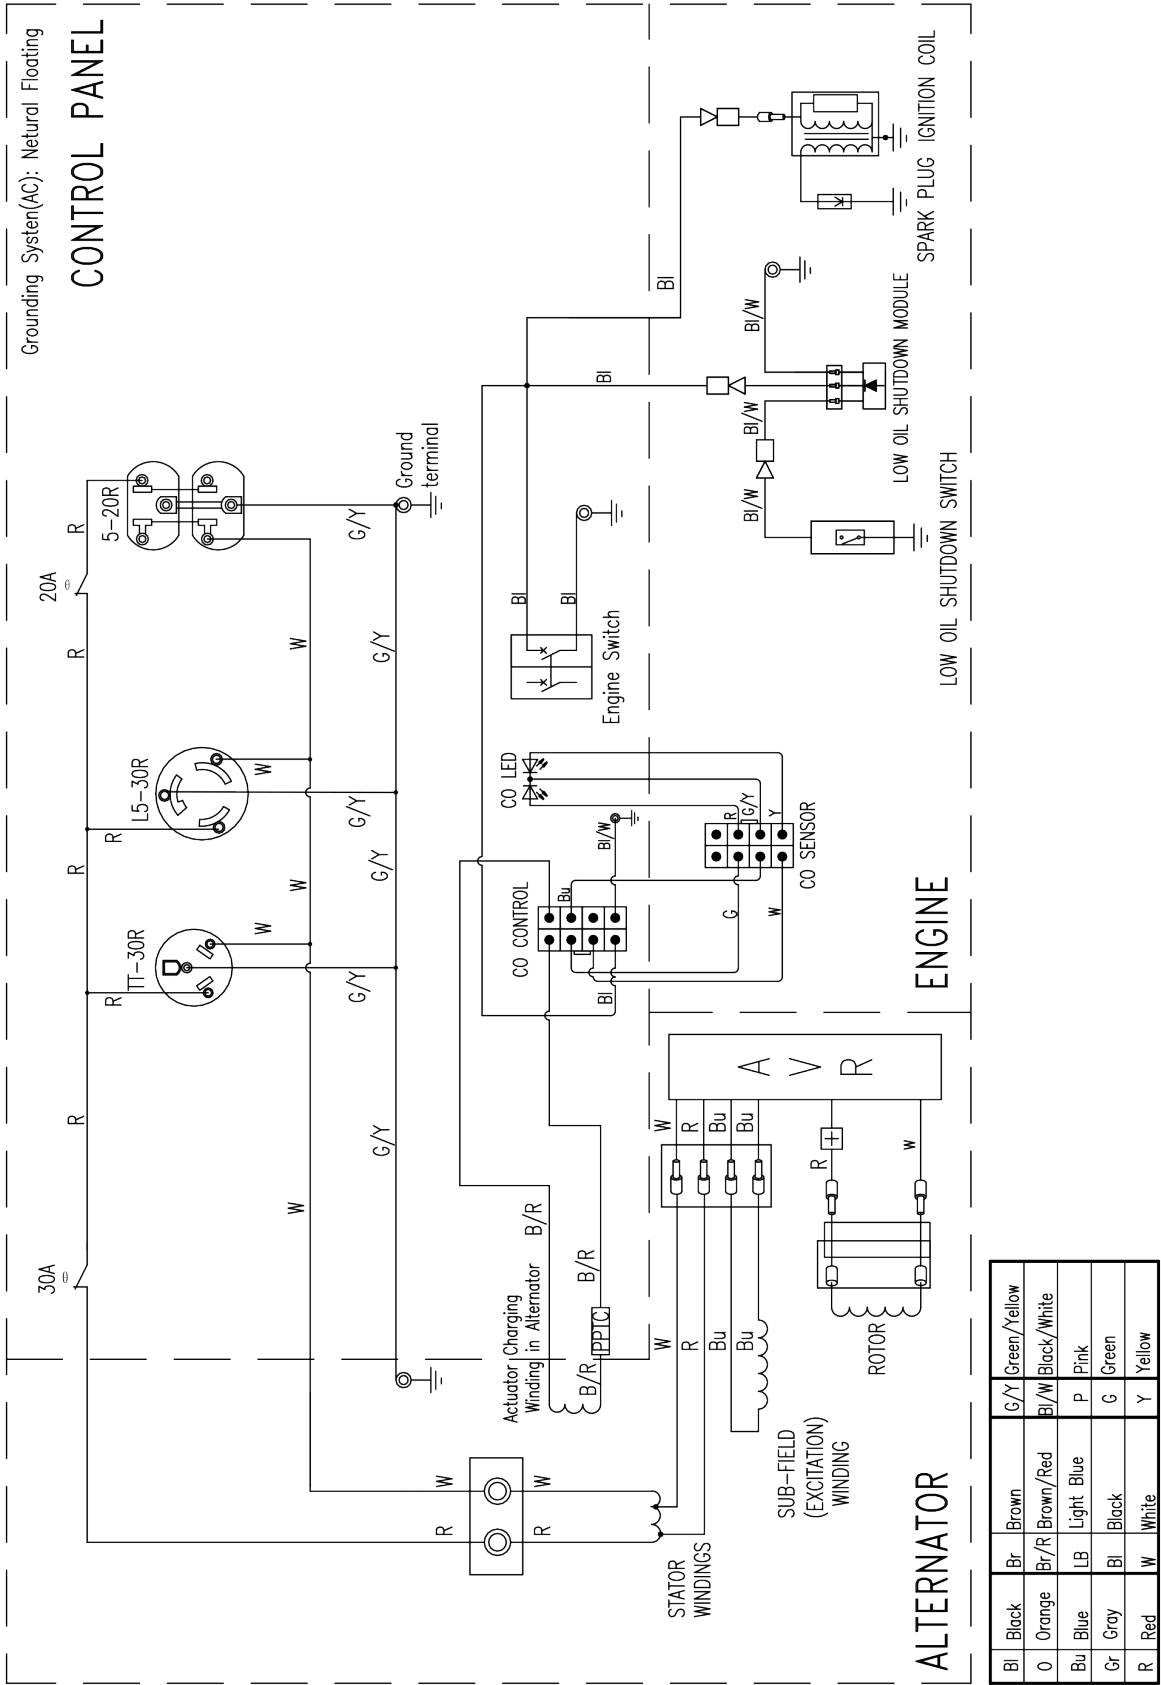 Grounding Systen(AC): Netural Floating
CONTROL PANEL
30A
θ
20A
θ
R
R
R
R
R
R
TT-30R
L5-30R
5-20R
W
W
W
W
W
G/Y
G/Y
G/Y
G/Y
G/Y
G/Y
Ground
terminal
R
W
R
W
STATOR
WINDINGS
Actuator Charging
Winding in Alternator
B/R
B/R
B/R
PPTC
CO CONTROL
Bu
Bl
Bl/W
CO LED
R
G/Y
Y
G
W
CO SENSOR
Engine Switch
Bl
Bl
Bl
Bl
Bl/W
Bl/W
Bl/W
LOW OIL SHUTDOWN MODULE
LOW OIL SHUTDOWN SWITCH
SPARK PLUG IGNITION COIL
ENGINE
W
R
Bu
Bu
W
R
Bu
Bu
AVR
R
W
ROTOR
SUB-FIELD
(EXCITATION)
WINDING
ALTERNATOR
Bl Black Br Brown G/Y Green/Yellow
O Orange Br/R Brown/Red Bl/W Black/White
Bu Blue LB Light Blue P Pink
Gr Gray Bl Black G Green
R Red W White Y Yellow